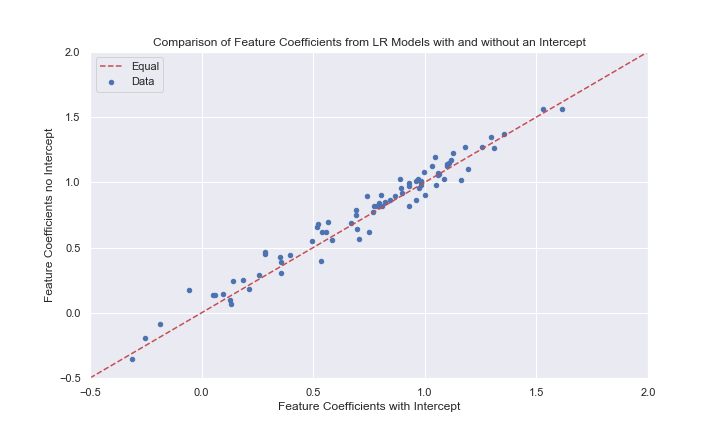 Comparison of Feature Coefficients from LR Models with and without an Intercept
2.0
Equal
Data
1.5
1.0
0.5
0.0
−0.5
Feature Coefficients no Intercept
−0.5 0.0 0.5 1.0 1.5 2.0
Feature Coefficients with Intercept